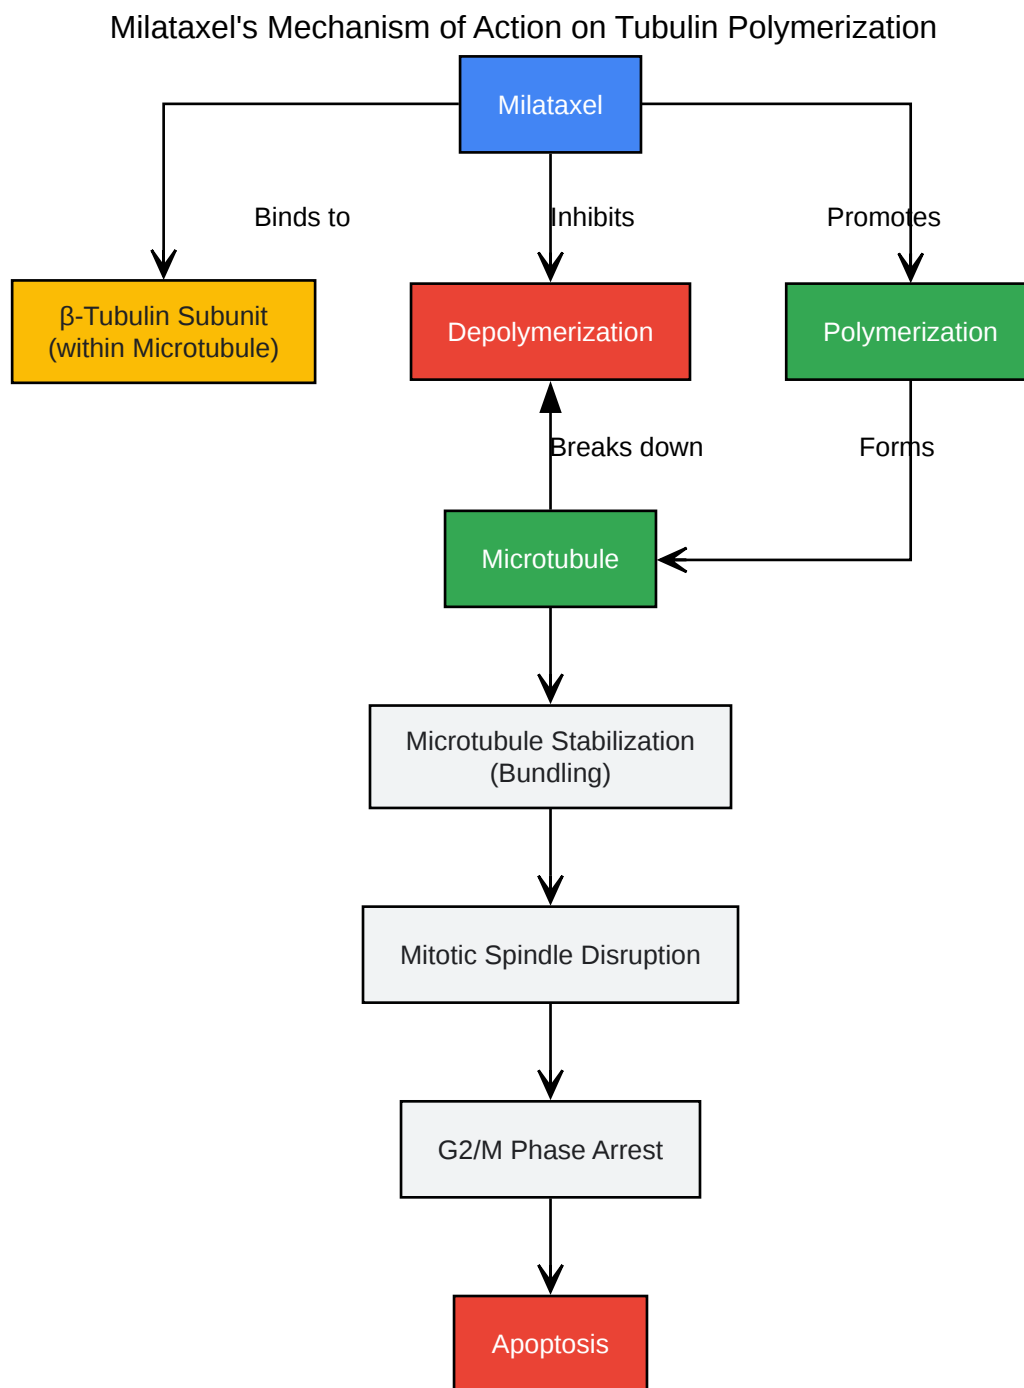 Milataxel's Mechanism of Action on Tubulin Polymerization
Milataxel
Binds to
Inhibits
Promotes
β-Tubulin Subunit
(within Microtubule)
Depolymerization
Polymerization
Breaks down
Forms
Microtubule
Microtubule Stabilization
(Bundling)
Mitotic Spindle Disruption
G2/M Phase Arrest
Apoptosis